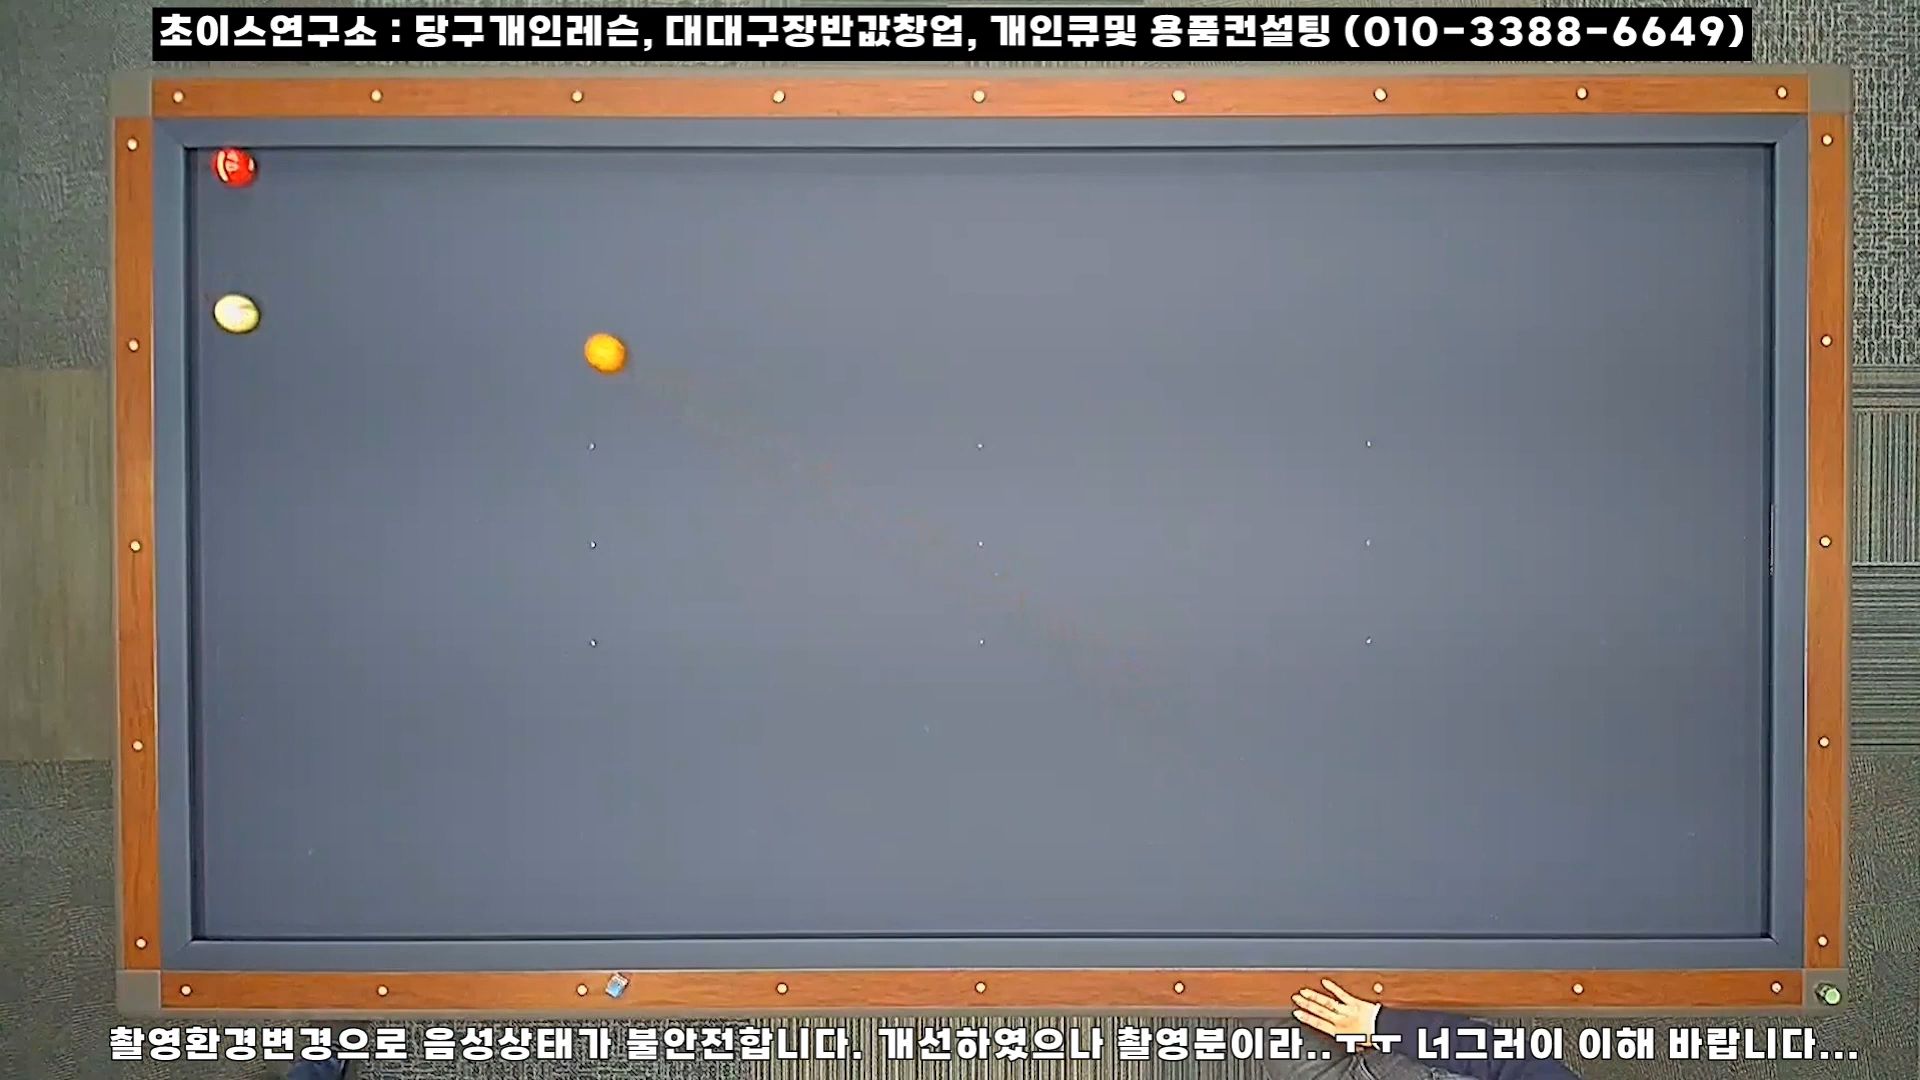 초이스연구소 : 당구개인레슨, 대대구장반값창업, 개인큐및 용품컨설팅 (010-3388-6649)
촬영환경변경으로 음성상태가 불안전합니다. 개선하였으나 촬영분이라..ㅜㅜ 너그러이 이해 바랍니다...